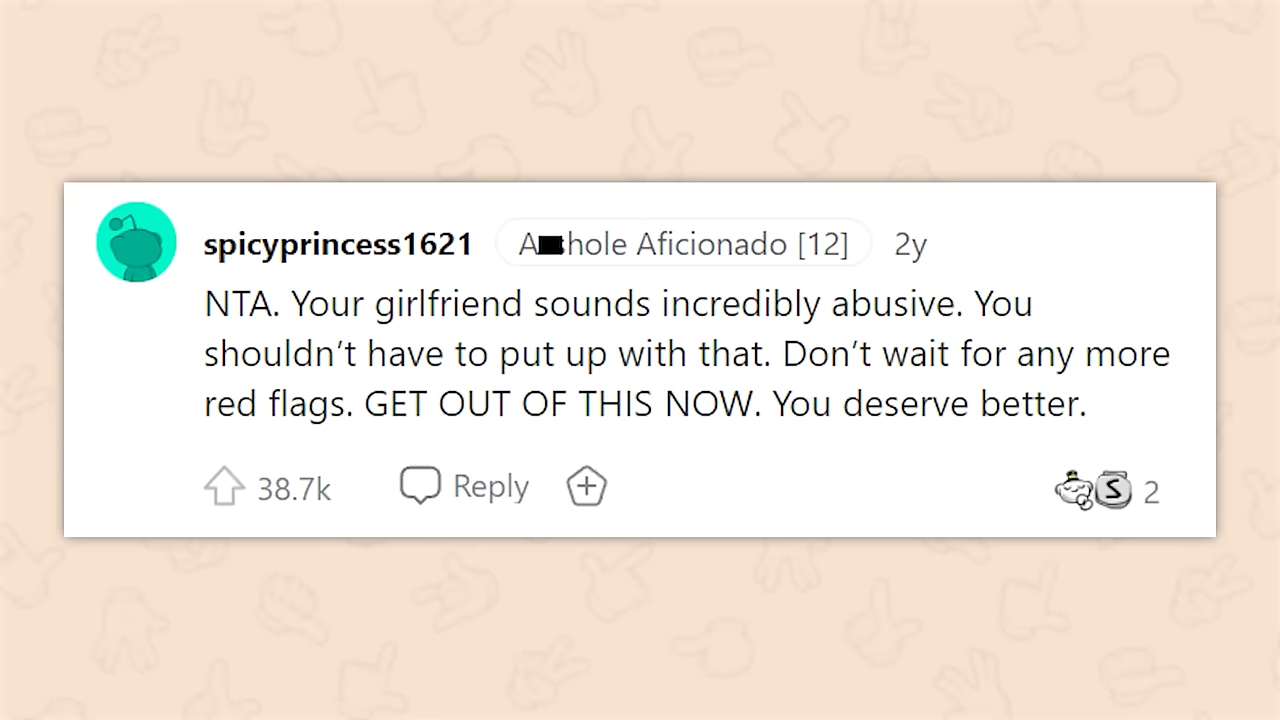 spicyprincess1621 A hole Aficionado [12] 2y
NTA. Your girlfriend sounds incredibly abusive. You
shouldn’t have to put up with that. Don’t wait for any more
red flags. GET OUT OF THIS NOW. You deserve better.
38.7k Reply S 2